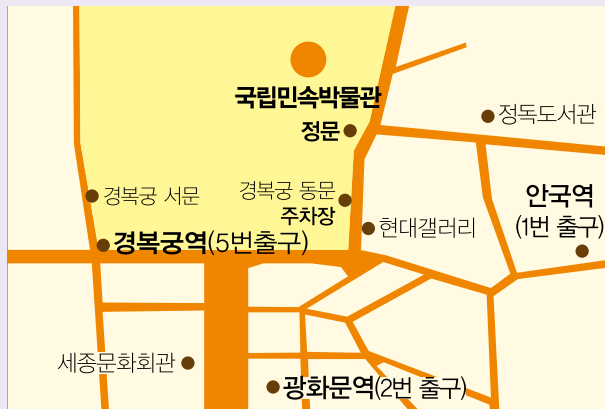 국립민속박물관
정문
정독도서관
경복궁 서문
경복궁 동문
주차장
안국역
(1번 출구)
현대갤러리
경복궁역(5번출구)
세종문화회관
광화문역(2번 출구)